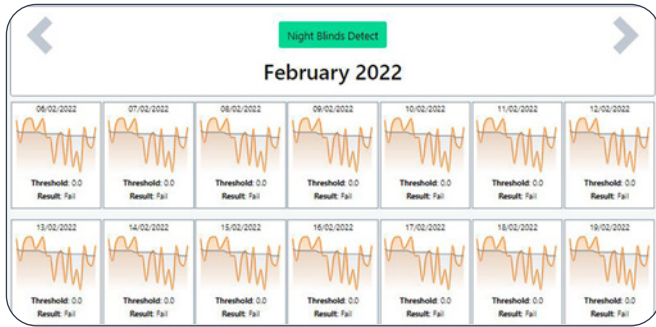 Night Blinds Detect
February 2022
06/02/2022 07/02/2022 08/02/2022 09/02/2022 10/02/2022 11/02/2022 12/02/2022
Threshold: 0.0 Threshold: 0.0 Threshold: 0.0 Threshold: 0.0 Threshold: 0.0 Threshold: 0.0 Threshold: 0.0
Result: Fail Result: Fail Result: Fail Result: Fail Result: Fail Result: Fail Result: Fail
13/02/2022 14/02/2022 15/02/2022 16/02/2022 17/02/2022 18/02/2022 19/02/2022
Threshold: 0.0 Threshold: 0.0 Threshold: 0.0 Threshold: 0.0 Threshold: 0.0 Threshold: 0.0 Threshold: 0.0
Result: Fail Result: Fail Result: Fail Result: Fail Result: Fail Result: Fail Result: Fail